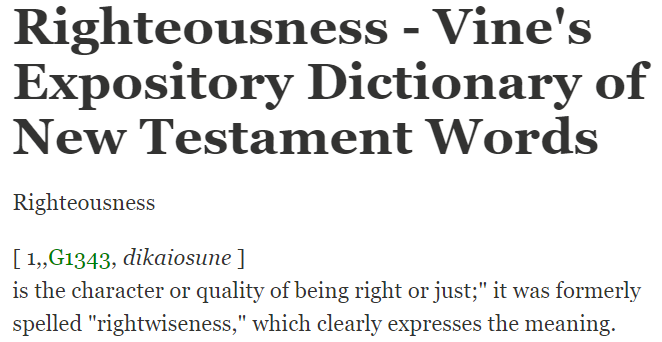 Righteousness - Vine's
Expository Dictionary of
New Testament Words
Righteousness
[ 1,,G1343, dikaiosune ]
is the character or quality of being right or just;" it was formerly
spelled "rightwiseness," which clearly expresses the meaning.